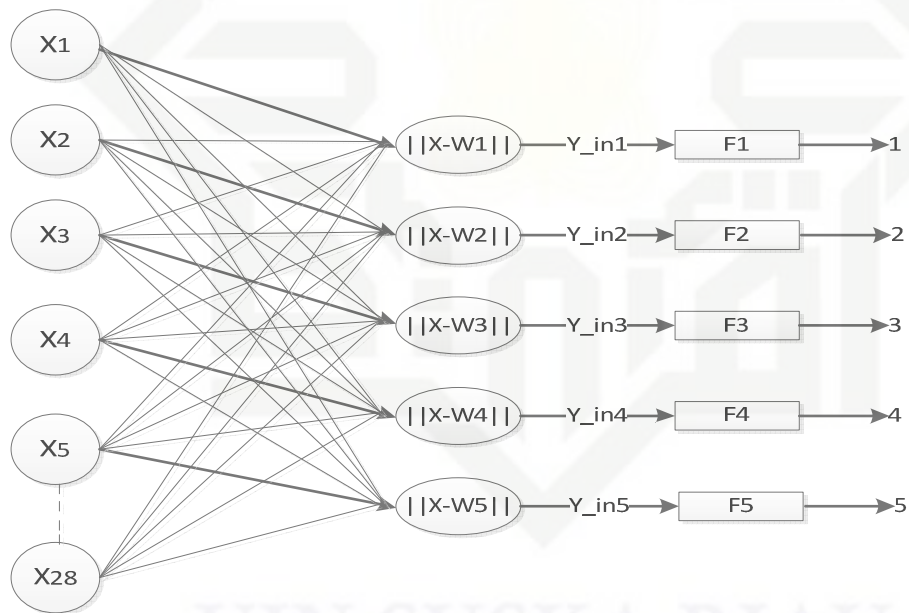 X1
X2
X3
X4
X5
X28
||X-W1|| Y_in1 F1 1
||X-W2|| Y_in2 F2 2
||X-W3|| Y_in3 F3 3
||X-W4|| Y_in4 F4 4
||X-W5|| Y_in5 F5 5